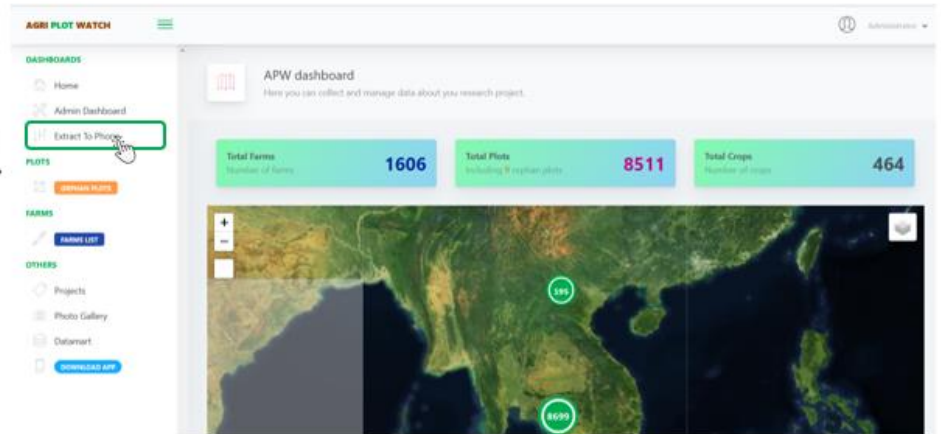 AGRI PLOT WATCH
Administrator
DASHBOARDS
Home
Admin Dashboard
Extract To Phone
PLOTS
ORPHAN PLOTS
FARMS
FARMS LIST
OTHERS
Projects
Photo Gallery
Datamart
DOWNLOAD APP
APW dashboard
Here you can collect and manage data about you research project.
Total Farms
Number of farms
1606
Total Plots
Including 9 orphan plots
8511
Total Crops
Number of crops
464
+
−
595
8699